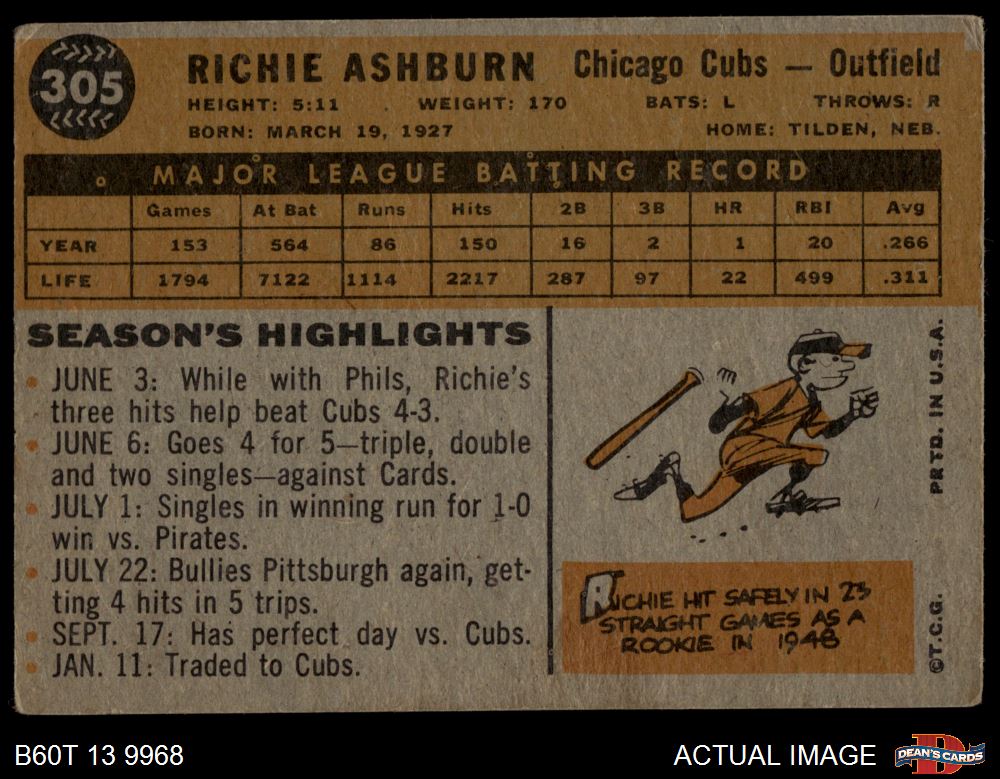 305
RICHIE ASHBURN Chicago Cubs — Outfield
HEIGHT: 5:11 WEIGHT: 170 BATS: L THROWS: R
BORN: MARCH 19, 1927 HOME: TILDEN, NEB.
MAJOR LEAGUE BATTING RECORD
Games At Bat Runs Hits 2B 3B HR RBI Avg
YEAR 153 564 86 150 16 2 1 20 .266
LIFE 1794 7122 1114 2217 287 97 22 499 .311
SEASON'S HIGHLIGHTS
• JUNE 3: While with Phils, Richie's
three hits help beat Cubs 4-3.
• JUNE 6: Goes 4 for 5—triple, double
and two singles—against Cards.
• JULY 1: Singles in winning run for 1-0
win vs. Pirates.
• JULY 22: Bullies Pittsburgh again, get-
ting 4 hits in 5 trips.
• SEPT. 17: Has perfect day vs. Cubs.
• JAN. 11: Traded to Cubs.
RICHIE HIT SAFELY IN 23
STRAIGHT GAMES AS A
ROOKIE IN 1948
©T.C.G. PRTD. IN U.S.A.
B60T 13 9968 ACTUAL IMAGE
D
DEAN'S CARDS